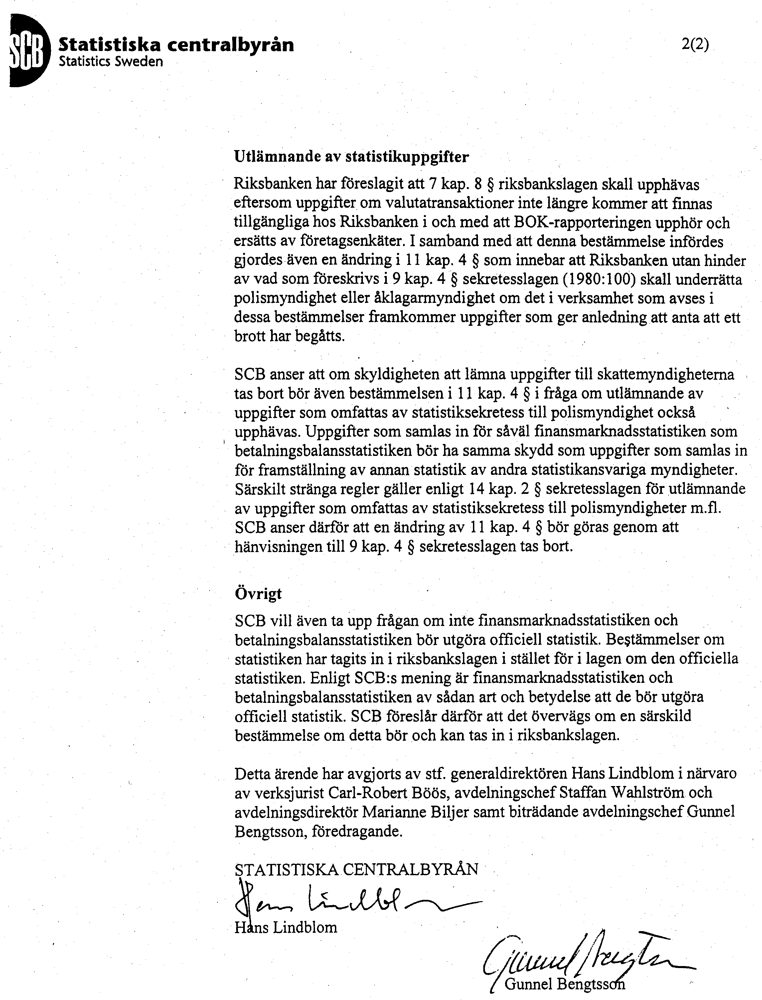 SCB
Statistiska centralbyrån
Statistics Sweden
2(2)
Utlämnande av statistikuppgifter
Riksbanken har föreslagit att 7 kap. 8 § riksbankslagen skall upphävas
eftersom uppgifter om valutatransaktioner inte längre kommer att finnas
tillgängliga hos Riksbanken i och med att BOK-rapporteringen upphör och
ersätts av företagsenkäter. I samband med att denna bestämmelse infördes
gjordes även en ändring i 11 kap. 4 § som innebar att Riksbanken utan hinder
av vad som föreskrivs i 9 kap. 4 § sekretesslagen (1980:100) skall underrätta
polismyndighet eller åklagarmyndighet om det i verksamhet som avses i
dessa bestämmelser framkommer uppgifter som ger anledning att anta att ett
brott har begåtts.
SCB anser att om skyldigheten att lämna uppgifter till skattemyndigheterna
tas bort bör även bestämmelsen i 11 kap. 4 § i fråga om utlämnande av
uppgifter som omfattas av statistiksekretess till polismyndighet också
upphävas. Uppgifter som samlas in för såväl finansmarknadsstatistiken som
betalningsbalansstatistiken bör ha samma skydd som uppgifter som samlas in
för framställning av annan statistik av andra statistikansvariga myndigheter.
Särskilt stränga regler gäller enligt 14 kap. 2 § sekretesslagen för utlämnande
av uppgifter som omfattas av statistiksekretess till polismyndigheter m.fl.
SCB anser därför att en ändring av 11 kap. 4 § bör göras genom att
hänvisningen till 9 kap. 4 § sekretesslagen tas bort.
Övrigt
SCB vill även ta upp frågan om inte finansmarknadsstatistiken och
betalningsbalansstatistiken bör utgöra officiell statistik. Bestämmelser om
statistiken har tagits in i riksbankslagen i stället för i lagen om den officiella
statistiken. Enligt SCB:s mening är finansmarknadsstatistiken och
betalningsbalansstatistiken av sådan art och betydelse att de bör utgöra
officiell statistik. SCB föreslår därför att det övervägs om en särskild
bestämmelse om detta bör och kan tas in i riksbankslagen.
Detta ärende har avgjorts av stf. generaldirektören Hans Lindblom i närvaro
av verksjurist Carl-Robert Böös, avdelningschef Staffan Wahlström och
avdelningsdirektör Marianne Biljer samt biträdande avdelningschef Gunnel
Bengtsson, föredragande.
STATISTISKA CENTRALBYRÅN
Hans Lindblom
Hans Lindblom
Gunnel Bengtsson
Gunnel Bengtsson